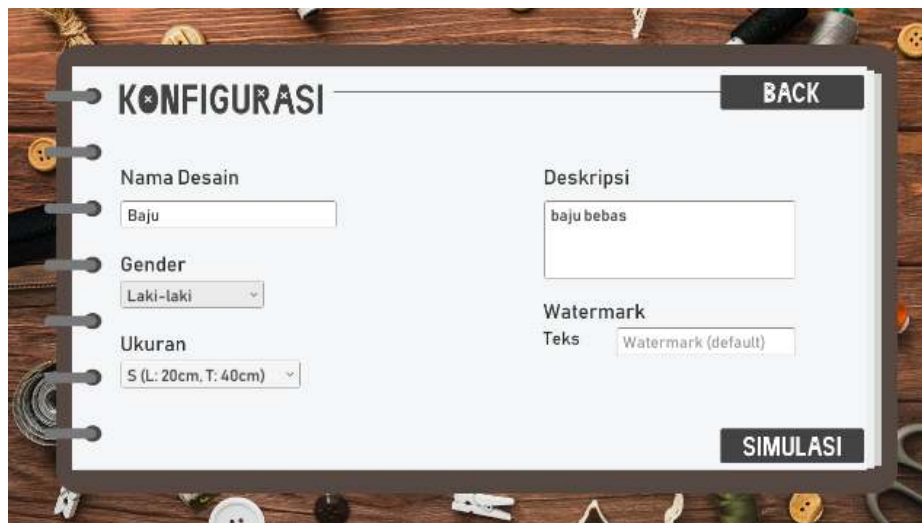 KONFIGURASI
BACK
Nama Desain
Baju
Gender
Laki-laki
Ukuran
S (L: 20cm, T: 40cm)
Deskripsi
baju bebas
Watermark
Teks Watermark (default)
SIMULASI